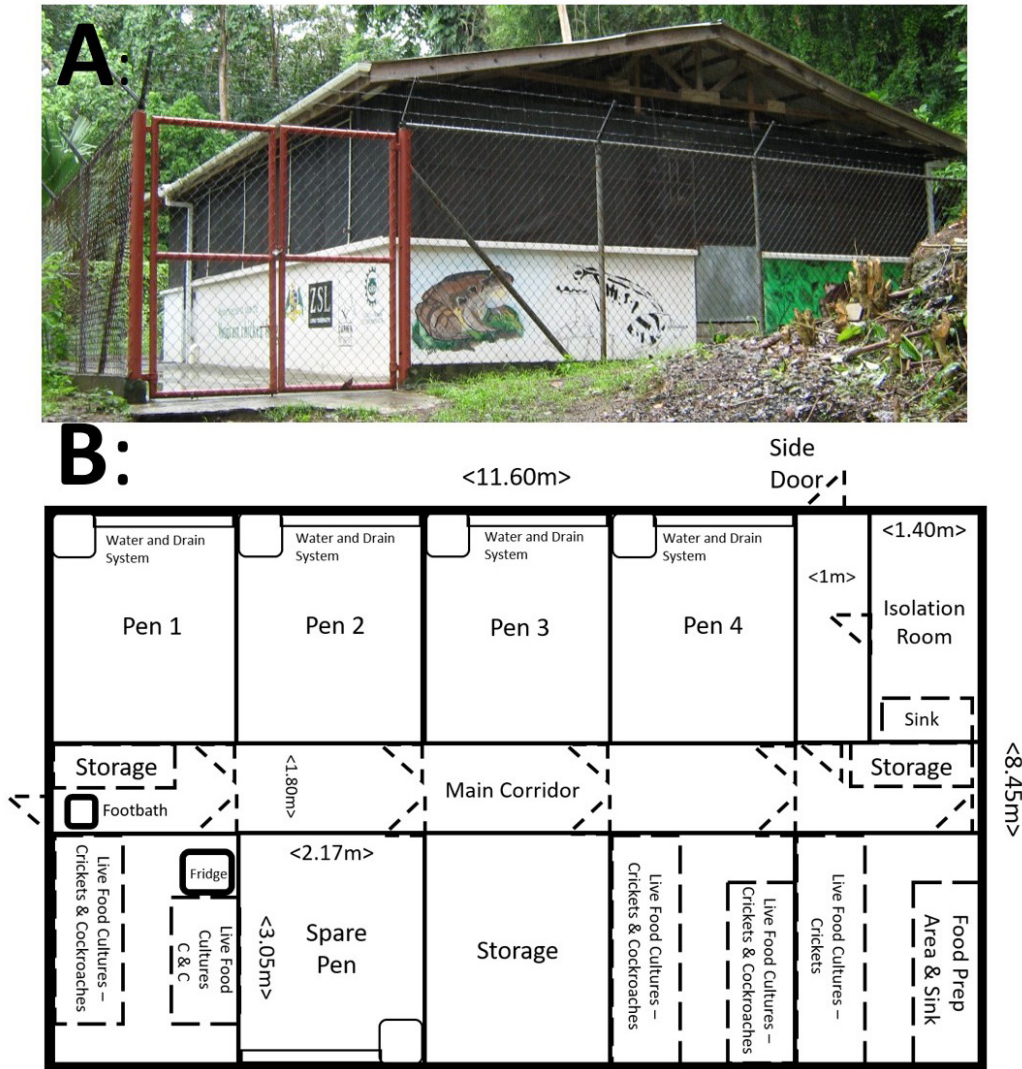 A:
ZSL
B:
<11.60m>
Side
Door
Water and Drain
System
Water and Drain
System
Water and Drain
System
Water and Drain
System
<1.40m>
<1m>
Pen 1
Pen 2
Pen 3
Pen 4
Isolation
Room
Sink
Storage
<1.80m>
Main Corridor
Storage
Footbath
<8.45m>
Live Food Cultures –
Crickets & Cockroaches
Fridge
Live Food
Cultures
C & C
<2.17m>
<3.05m>
Spare
Pen
Storage
Live Food Cultures –
Crickets & Cockroaches
Live Food Cultures –
Crickets & Cockroaches
Live Food Cultures –
Crickets
Food Prep
Area & Sink